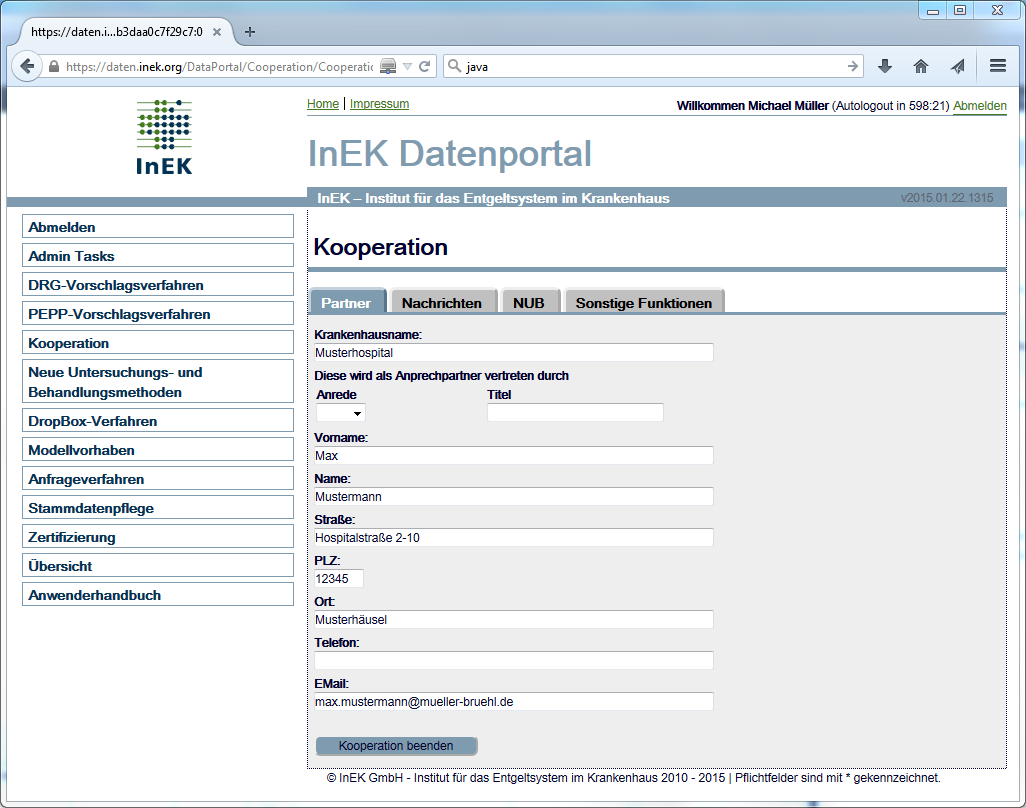 https://daten.i...b3daa0c7f29c7:0
https://daten.inek.org/DataPortal/Cooperation/Cooperatic
java
InEK
Home | Impressum
Willkommen Michael Müller (Autologout in 598:21) Abmelden
InEK Datenportal
InEK – Institut für das Entgeltsystem im Krankenhaus
v2015.01.22.1315
Abmelden
Admin Tasks
DRG-Vorschlagsverfahren
PEPP-Vorschlagsverfahren
Kooperation
Neue Untersuchungs- und
Behandlungsmethoden
DropBox-Verfahren
Modellvorhaben
Anfrageverfahren
Stammdatenpflege
Zertifizierung
Übersicht
Anwenderhandbuch
Kooperation
Partner Nachrichten NUB Sonstige Funktionen
Krankenhausname:
Musterhospital
Diese wird als Anprechpartner vertreten durch
Anrede Titel
Vorname:
Max
Name:
Mustermann
Straße:
Hospitalstraße 2-10
PLZ:
12345
Ort:
Musterhäusel
Telefon:
EMail:
max.mustermann@mueller-bruehl.de
Kooperation beenden
© InEK GmbH - Institut für das Entgeltsystem im Krankenhaus 2010 - 2015 | Pflichtfelder sind mit * gekennzeichnet.